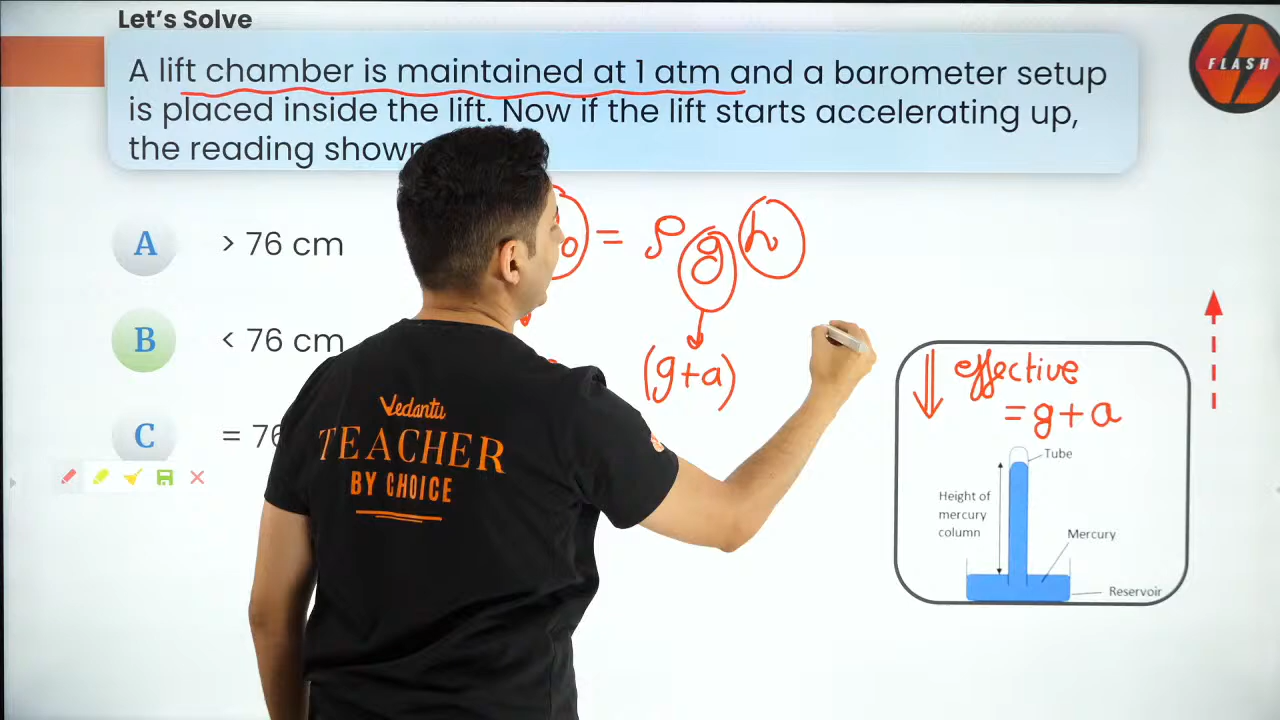 Let's Solve
A lift chamber is maintained at 1 atm and a barometer setup
is placed inside the lift. Now if the lift starts accelerating up,
the reading shown
FLASH
A > 76 cm
= ρ g h
B < 76 cm
(g+a)
C = 76
effective
= g+a
Tube
Height of
mercury
column
Mercury
Reservoir
Vedantu
TEACHER
BY CHOICE